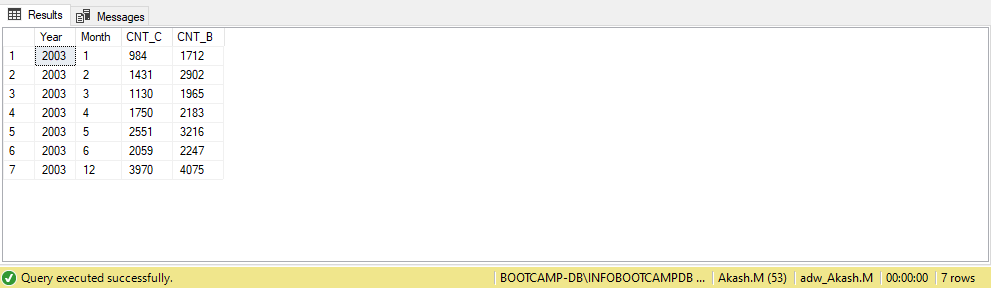 Results Messages
Year Month CNT_C CNT_B
1 2003 1 984 1712
2 2003 2 1431 2902
3 2003 3 1130 1965
4 2003 4 1750 2183
5 2003 5 2551 3216
6 2003 6 2059 2247
7 2003 12 3970 4075
Query executed successfully. BOOTCAMP-DB\INFOBOOTCAMPDB ... Akash.M (53) adw_Akash.M 00:00:00 7 rows